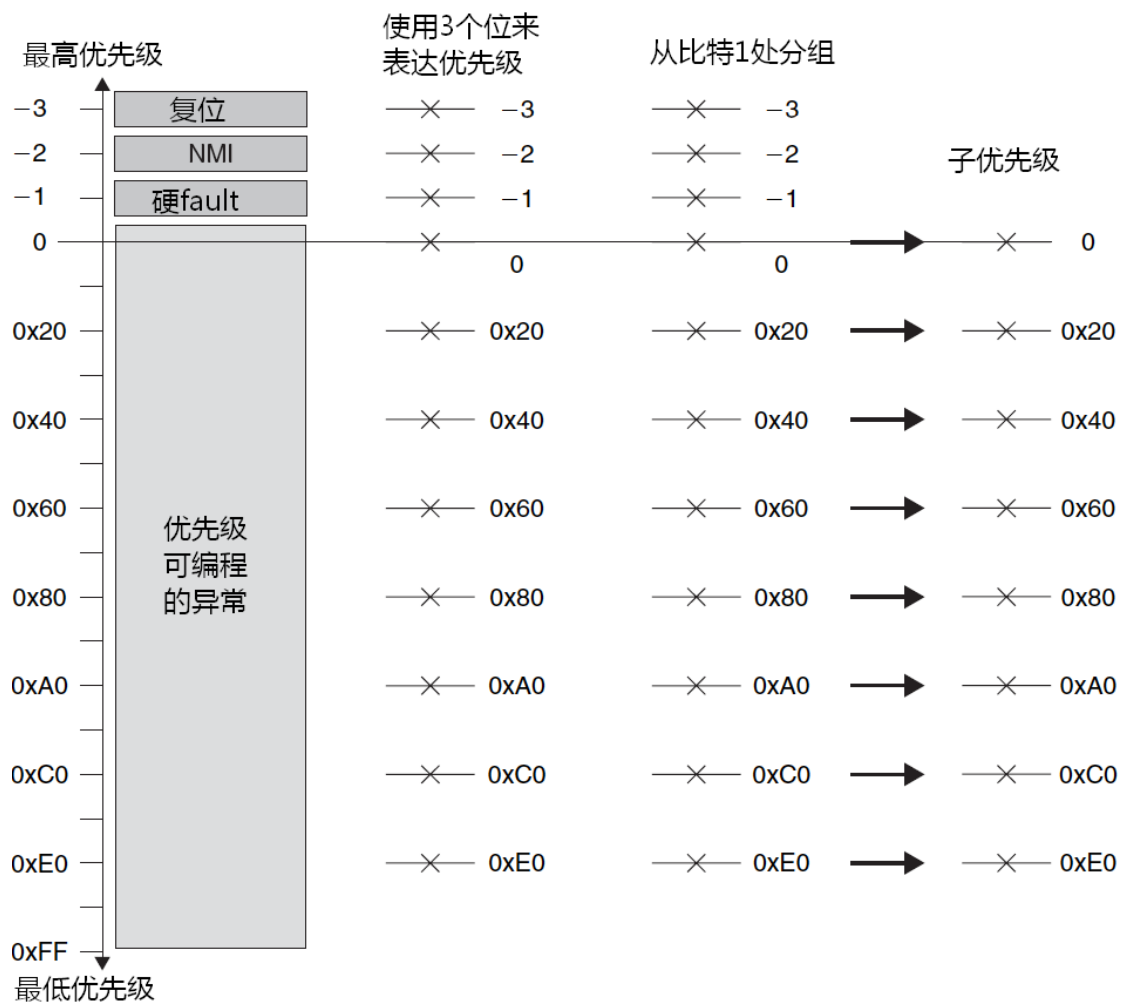 使用3个位来
表达优先级
从比特1处分组
最高优先级
−3 复位 −3 −3
−2 NMI −2 −2 子优先级
−1 硬fault −1 −1
0 0 0 0
0x20 0x20 0x20 0x20
0x40 0x40 0x40 0x40
0x60 0x60 0x60 0x60
优先级
可编程
的异常
0x80 0x80 0x80 0x80
0xA0 0xA0 0xA0 0xA0
0xC0 0xC0 0xC0 0xC0
0xE0 0xE0 0xE0 0xE0
0xFF
最低优先级